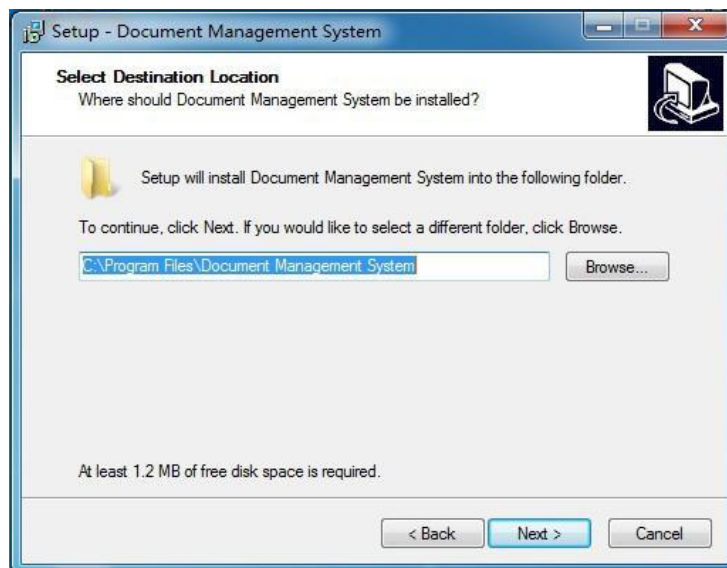 Setup - Document Management System
Select Destination Location
Where should Document Management System be installed?
Setup will install Document Management System into the following folder.
To continue, click Next. If you would like to select a different folder, click Browse.
C:\Program Files\Document Management System
Browse...
At least 1.2 MB of free disk space is required.
< Back
Next >
Cancel